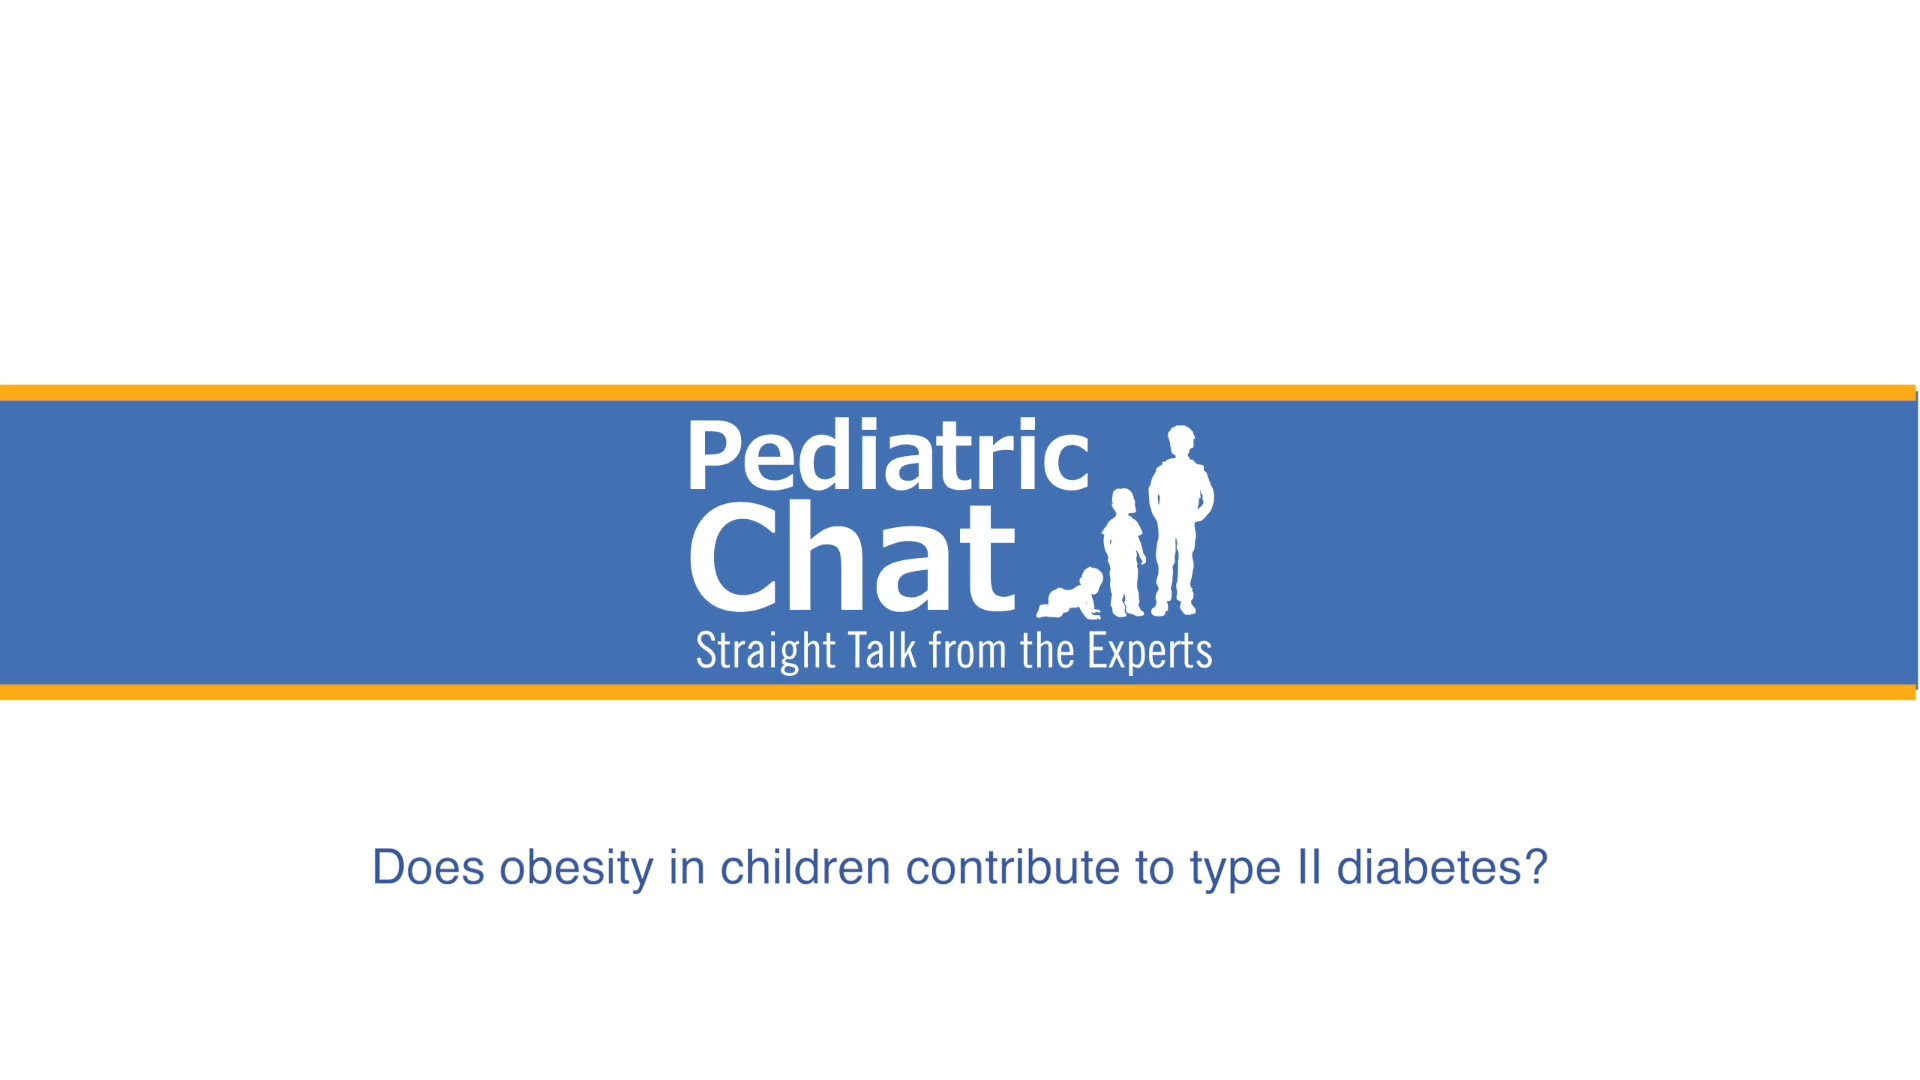 Pediatric
Chat
Straight Talk from the Experts
Does obesity in children contribute to type II diabetes?